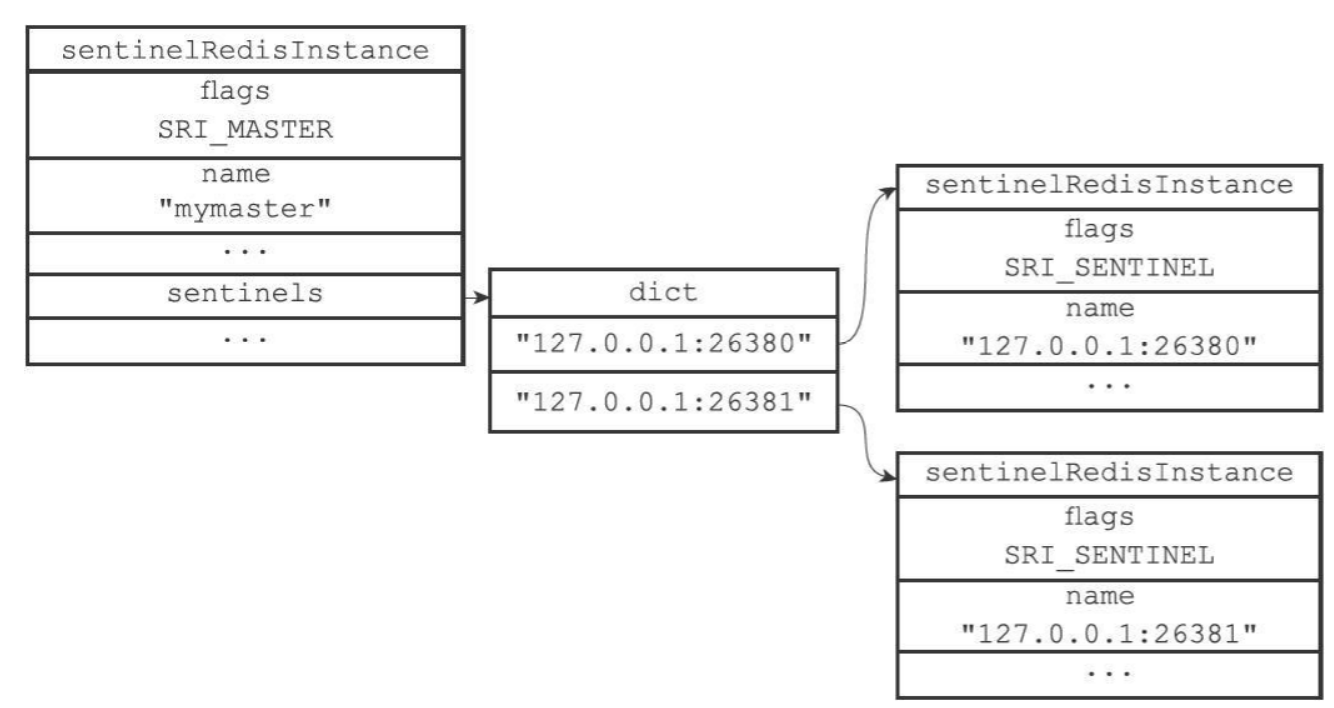 sentinelRedisInstance
flags
SRI_MASTER
name
"mymaster"
...
sentinels
...
dict
"127.0.0.1:26380"
"127.0.0.1:26381"
sentinelRedisInstance
flags
SRI_SENTINEL
name
"127.0.0.1:26380"
...
sentinelRedisInstance
flags
SRI_SENTINEL
name
"127.0.0.1:26381"
...